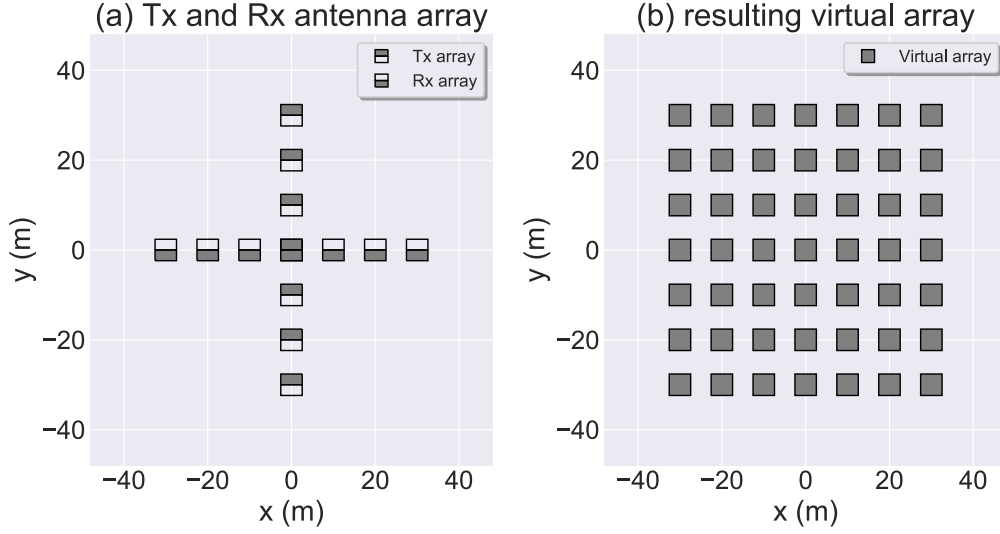 (a) Tx and Rx antenna array
Tx array
Rx array
40
20
0
−20
−40
y (m)
−40 −20 0 20 40
x (m)
(b) resulting virtual array
Virtual array
40
20
0
−20
−40
y (m)
−40 −20 0 20 40
x (m)